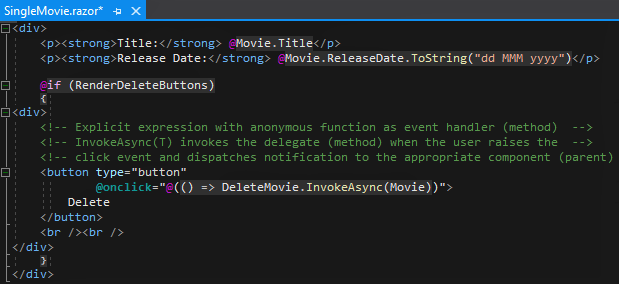 SingleMovie.razor*
<div>
<p><strong>Title:</strong> @Movie.Title</p>
<p><strong>Release Date:</strong> @Movie.ReleaseDate.ToString("dd MMM yyyy")</p>
@if (RenderDeleteButtons)
{
<div>
<!-- Explicit expression with anonymous function as event handler (method)  -->
<!-- InvokeAsync(T) invokes the delegate (method) when the user raises the  -->
<!-- click event and dispatches notification to the appropriate component (parent)
<button type="button"
@onclick="@(() => DeleteMovie.InvokeAsync(Movie))">
Delete
</button>
<br /><br />
</div>
}
</div>